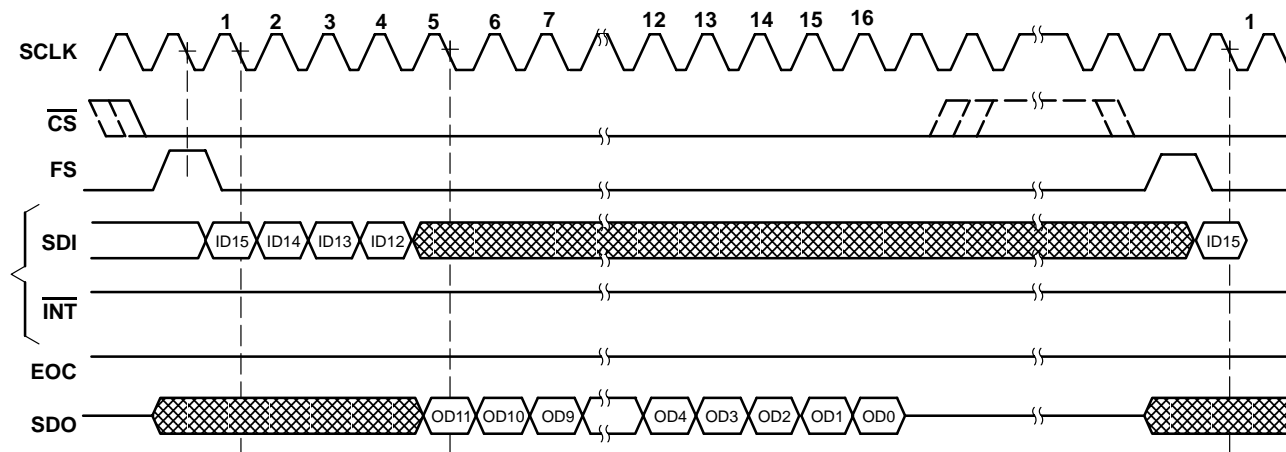 1 2 3 4 5 6 7 12 13 14 15 16 1
SCLK
CS
FS
SDI ID15 ID14 ID13 ID12 ID15
INT
EOC
SDO OD11 OD10 OD9 OD4 OD3 OD2 OD1 OD0